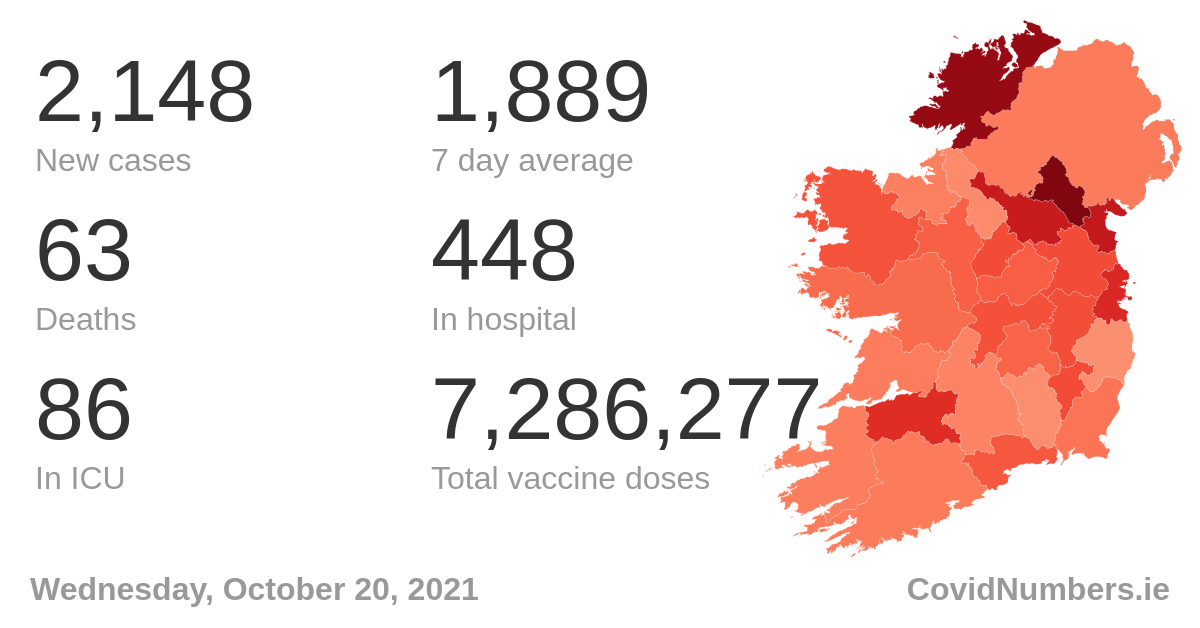 2,148
New cases
1,889
7 day average
63
Deaths
448
In hospital
86
In ICU
7,286,277
Total vaccine doses
Wednesday, October 20, 2021
CovidNumbers.ie